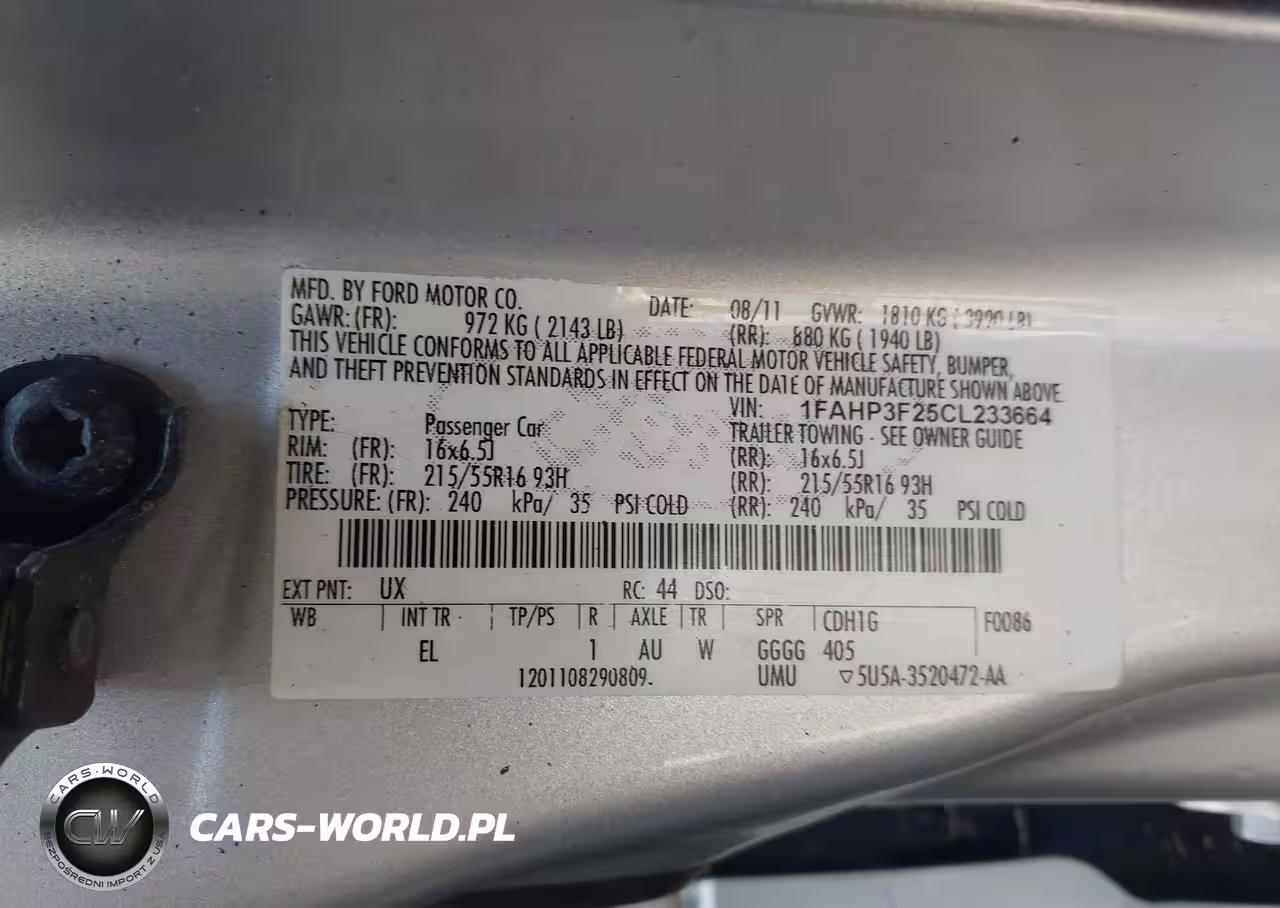 MFD. BY FORD MOTOR CO. DATE: 08/11 GVWR: 1810 KG
GAWR: (FR): 972 KG ( 2143 LB) (RR): 880 KG ( 1940 LB)
THIS VEHICLE CONFORMS TO ALL APPLICABLE FEDERAL MOTOR VEHICLE SAFETY, BUMPER,
AND THEFT PREVENTION STANDARDS IN EFFECT ON THE DATE OF MANUFACTURE SHOWN ABOVE.
VIN: 1FAHP3F25CL233664
TYPE: Passenger Car TRAILER TOWING - SEE OWNER GUIDE
RIM: (FR): 16x6.5J (RR): 16x6.5J
TIRE: (FR): 215/55R16 93H (RR): 215/55R16 93H
PRESSURE: (FR): 240 kPa/ 35 PSI COLD (RR): 240 kPa/ 35 PSI COLD
EXT PNT: UX RC: 44 DSO:
WB INT TR TP/PS R AXLE TR SPR CDH1G F0086
EL 1 AU W GGGG 405
1201108290809. UMU ▽5U5A-3520472-AA
CARS-WORLD
CW
BEZPOŚREDNI IMPORT Z USA
CARS-WORLD.PL